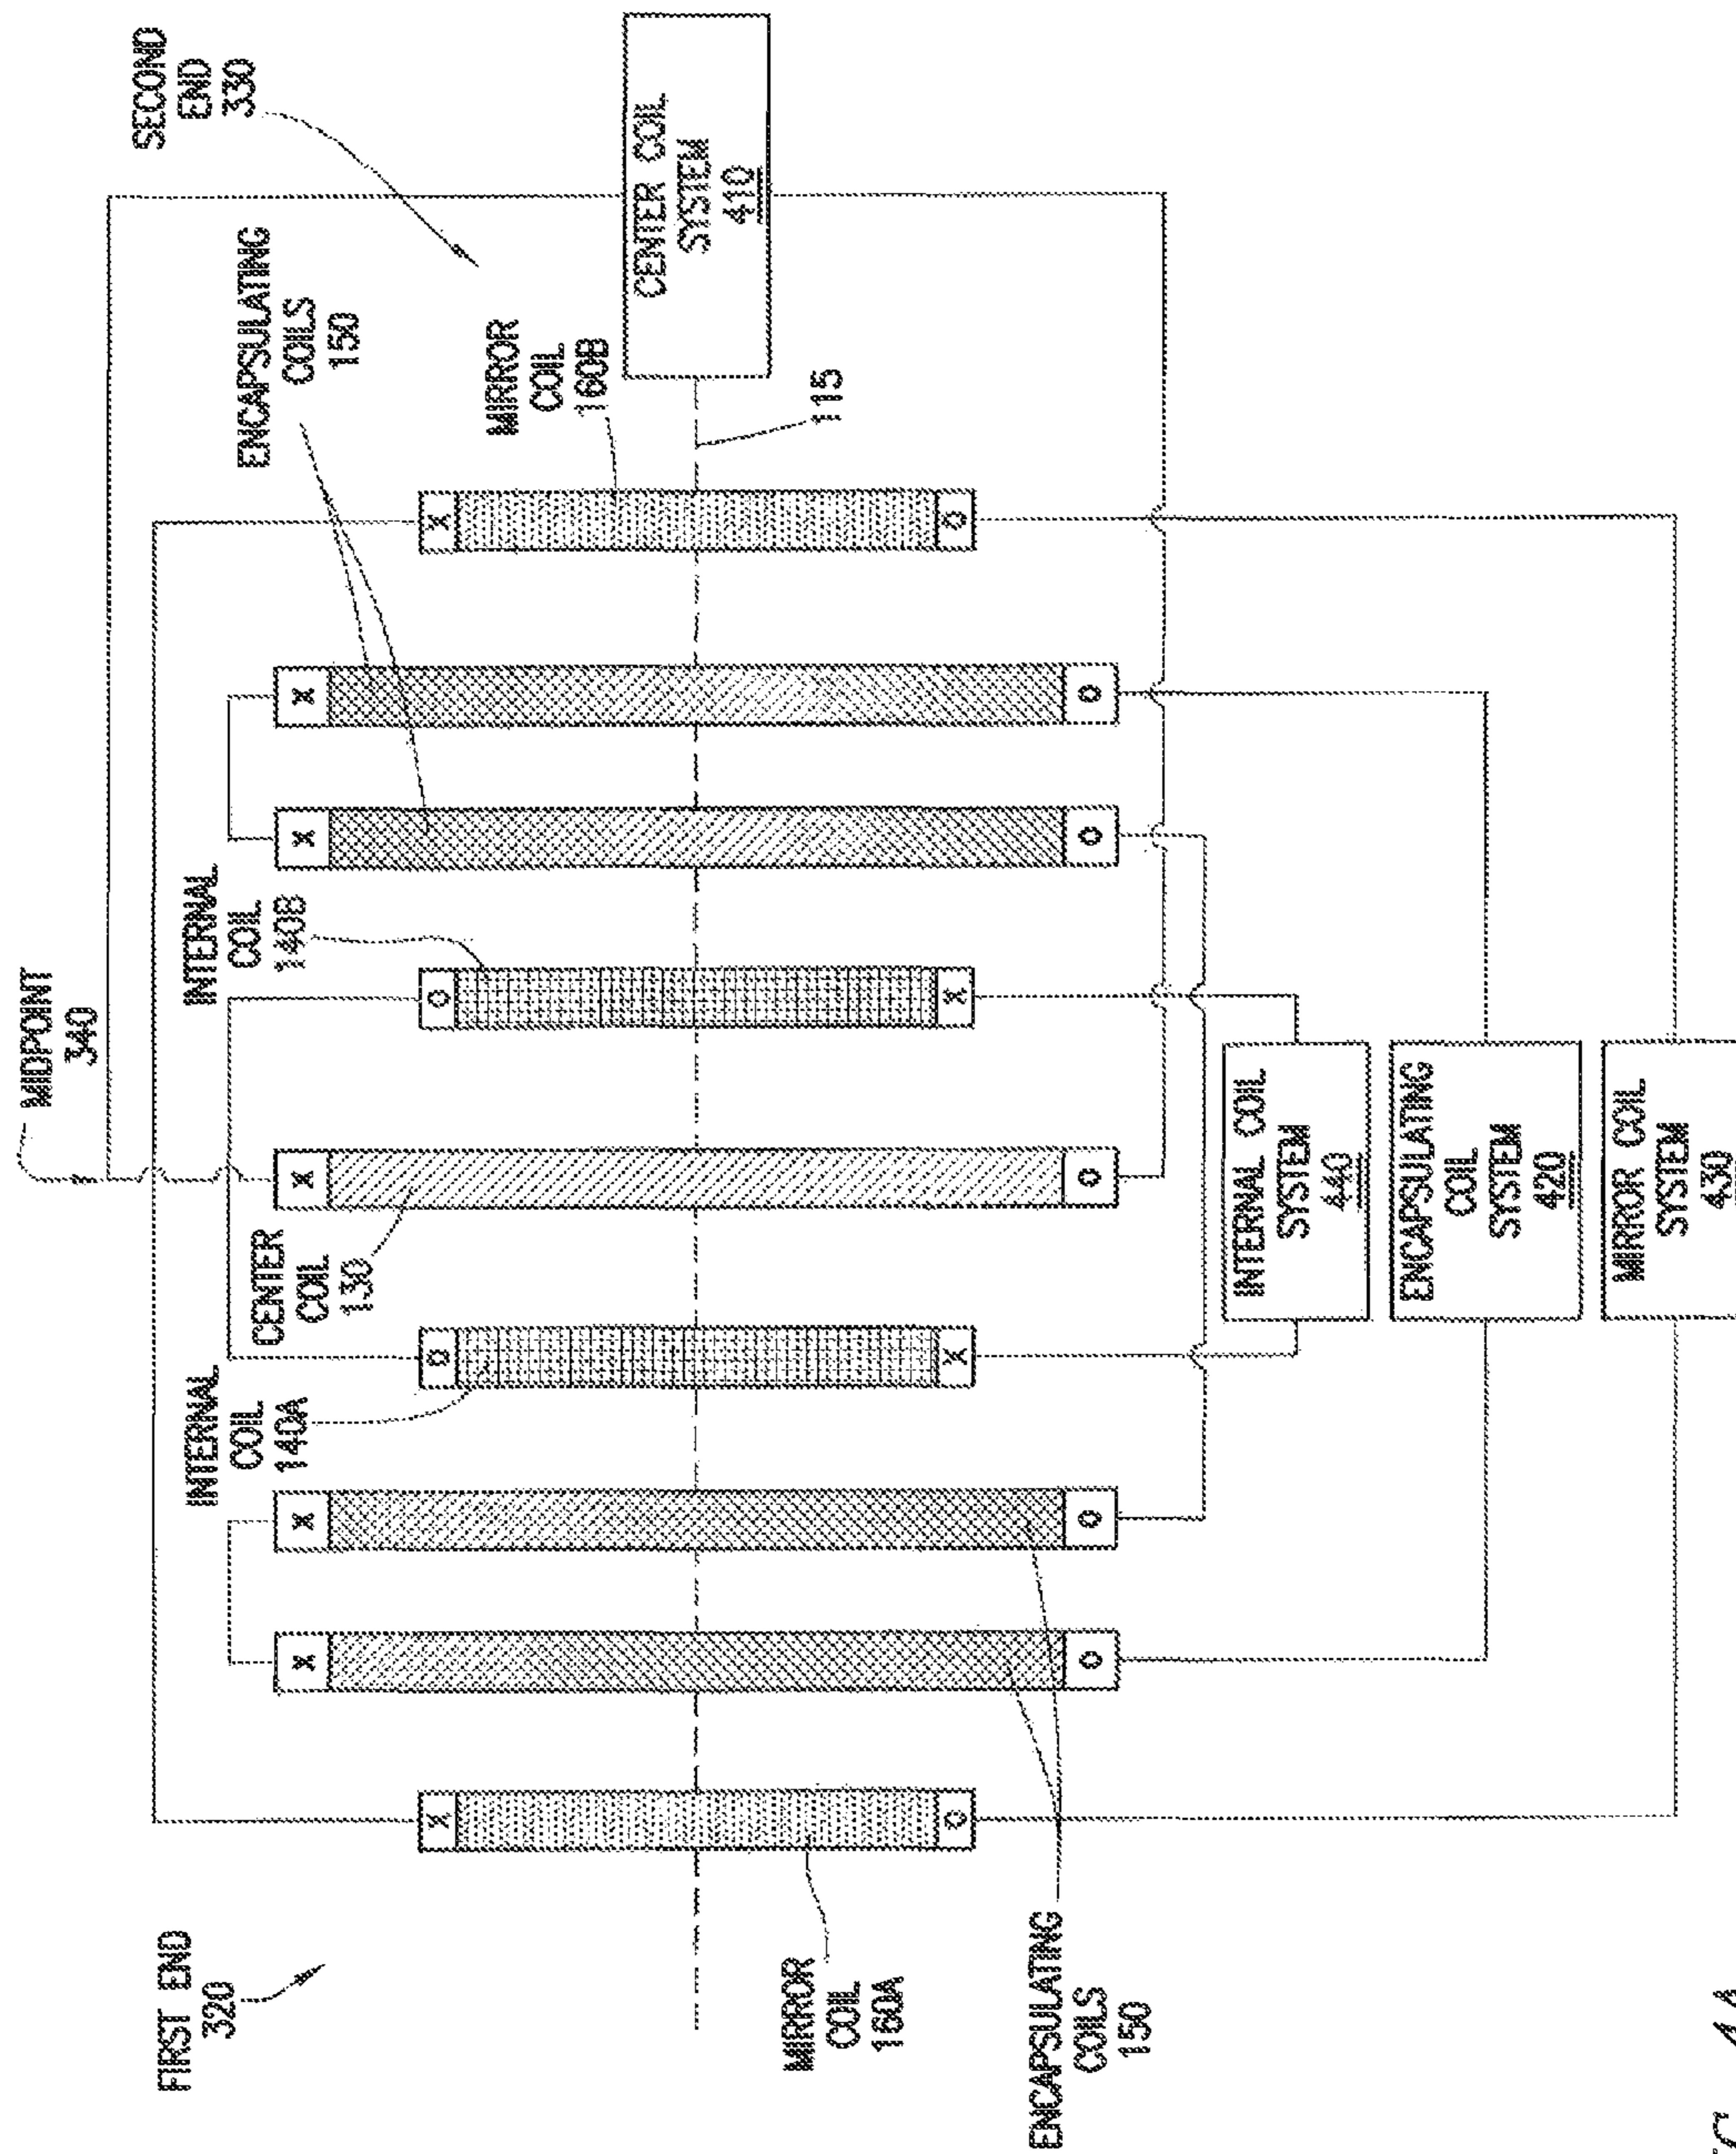 FIRST END
320
MIDPOINT
340
SECOND
END
330
INTERNAL
COIL
140A
CENTER
COIL
130
INTERNAL
COIL
140B
ENCAPSULATING
COILS
150
MIRROR
COIL
160B
CENTER COIL
SYSTEM
410
115
X
X
X
O
X
O
X
X
X
O
O
O
X
O
X
O
O
O
MIRROR
COIL
160A
ENCAPSULATING
COILS
150
INTERNAL COIL
SYSTEM
440
ENCAPSULATING
COIL
SYSTEM
420
MIRROR COIL
SYSTEM
430
4A